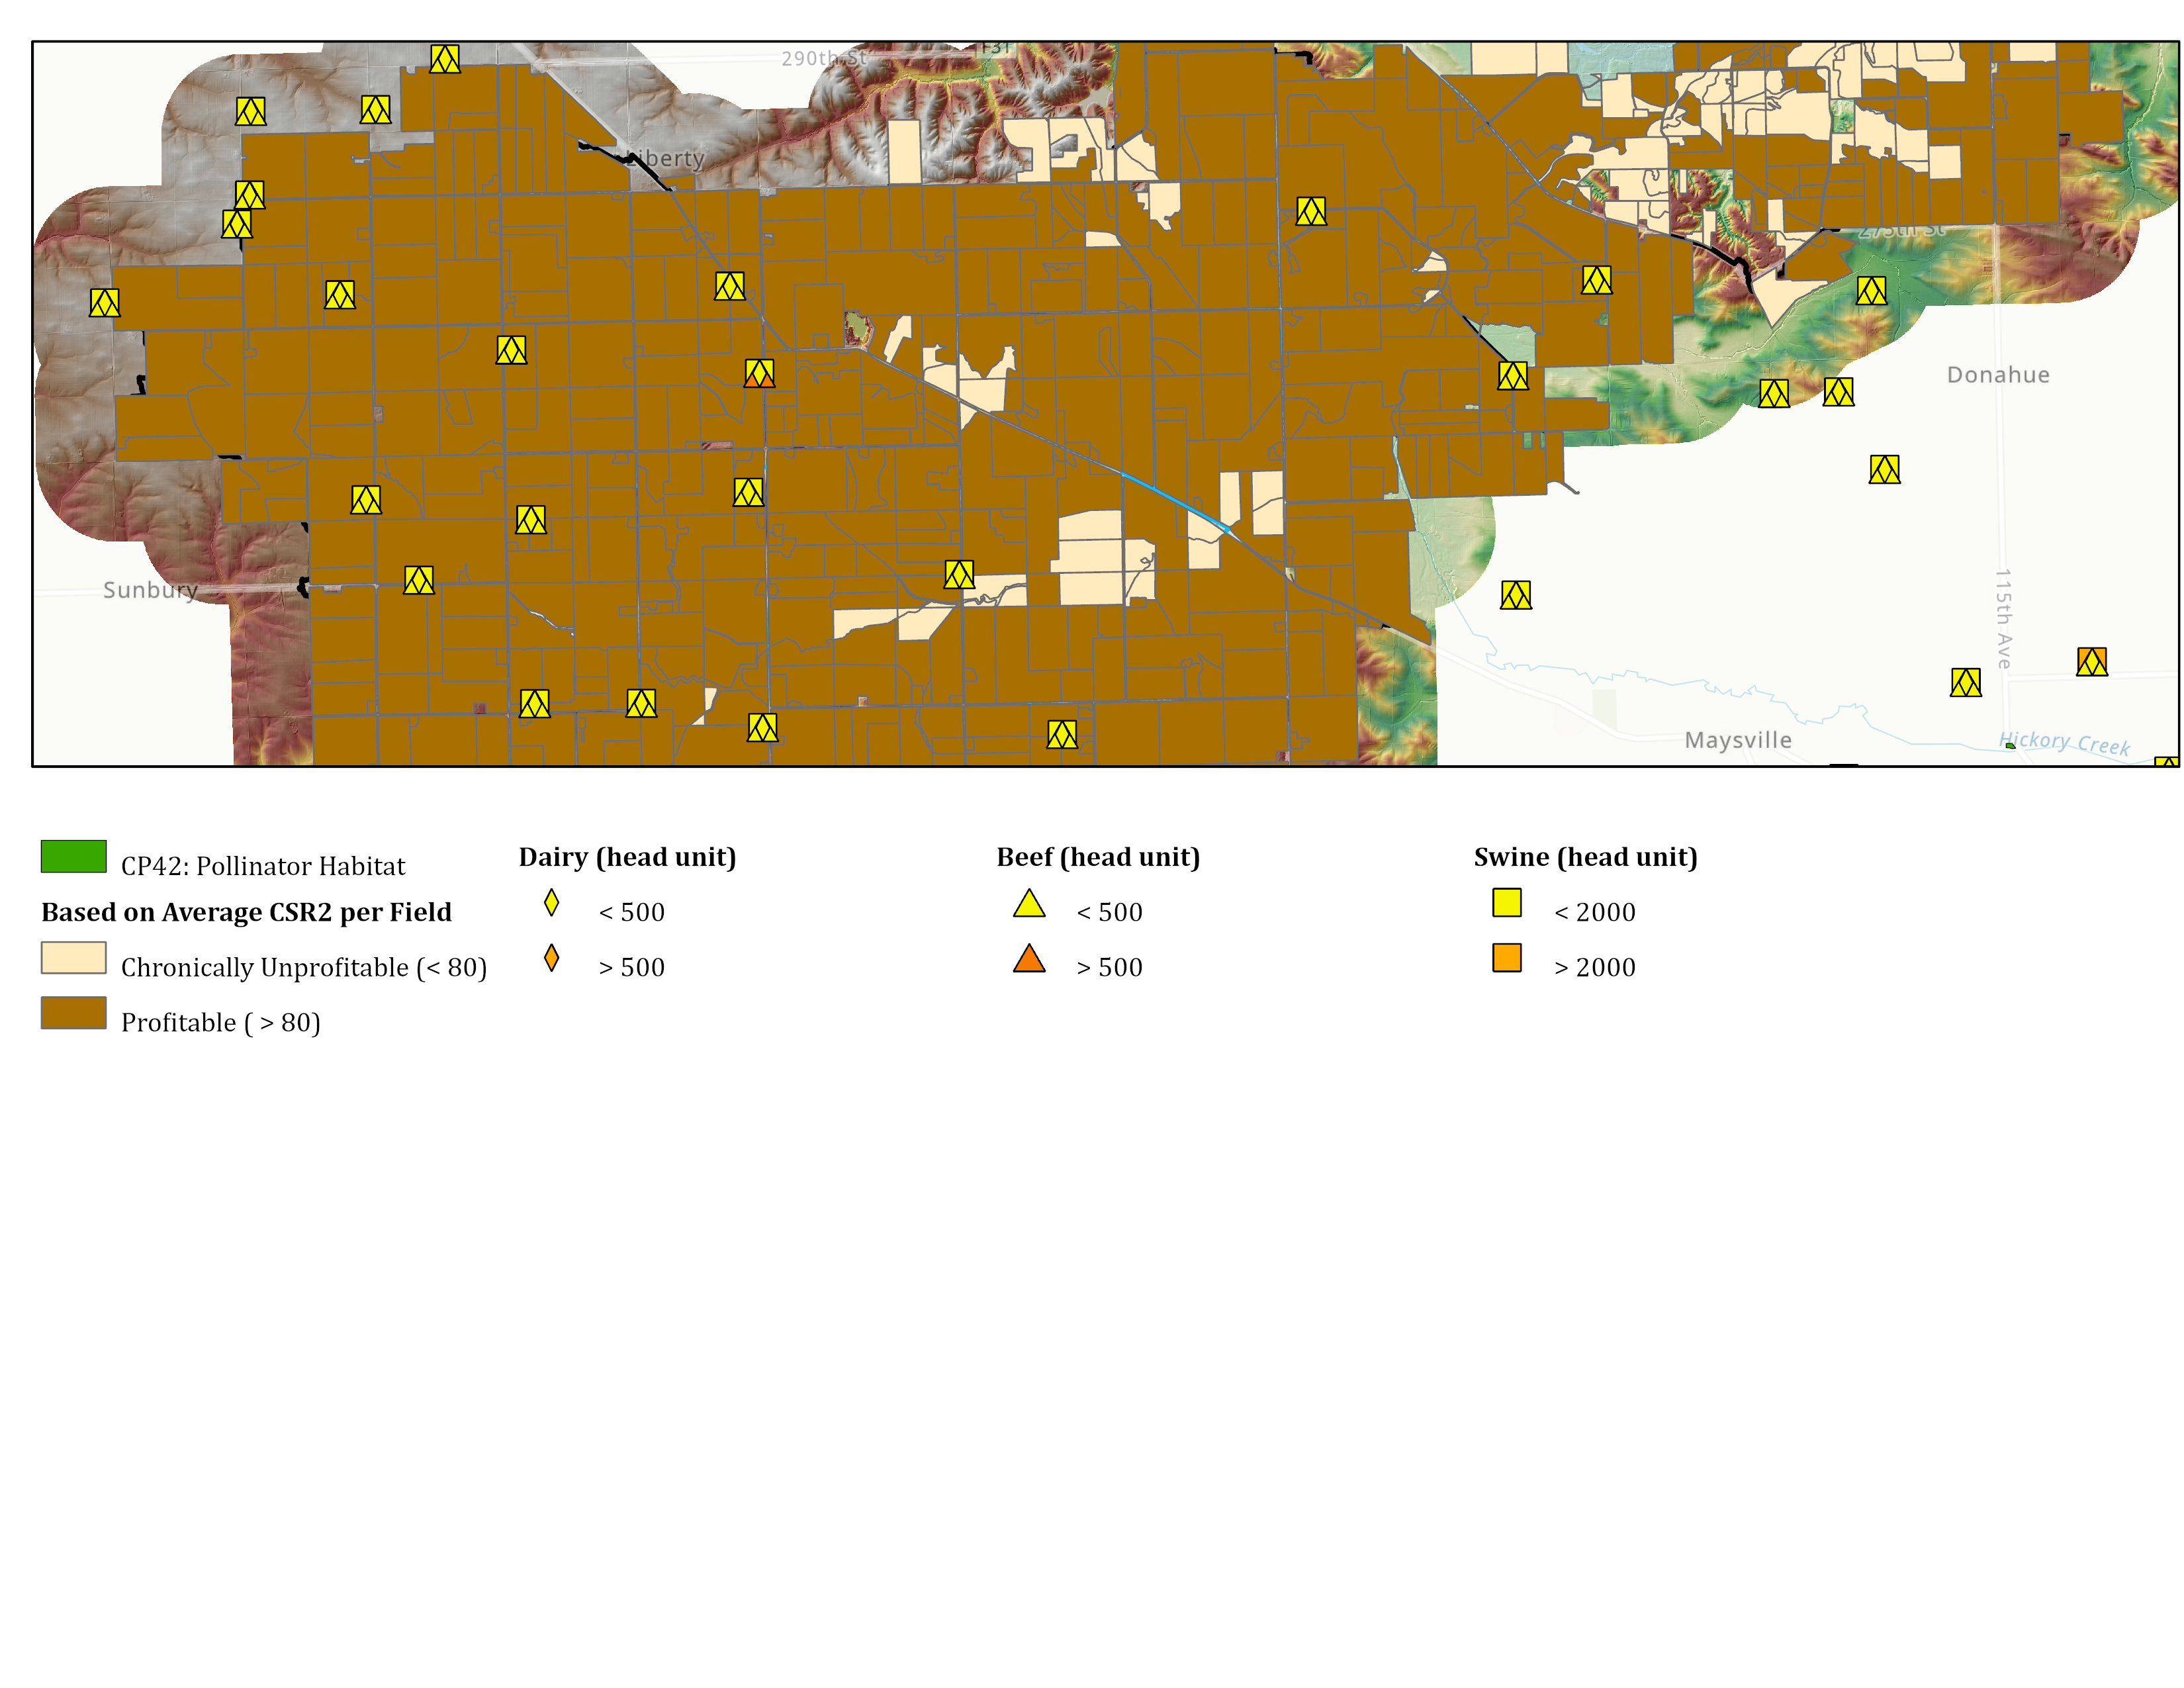 290th St
F31
Liberty
275th St
Donahue
Sunbury
115th Ave
Maysville
Hickory Creek
CP42: Pollinator Habitat
Based on Average CSR2 per Field
Chronically Unprofitable (< 80)
Profitable ( > 80)
Dairy (head unit)
< 500
> 500
Beef (head unit)
< 500
> 500
Swine (head unit)
< 2000
> 2000